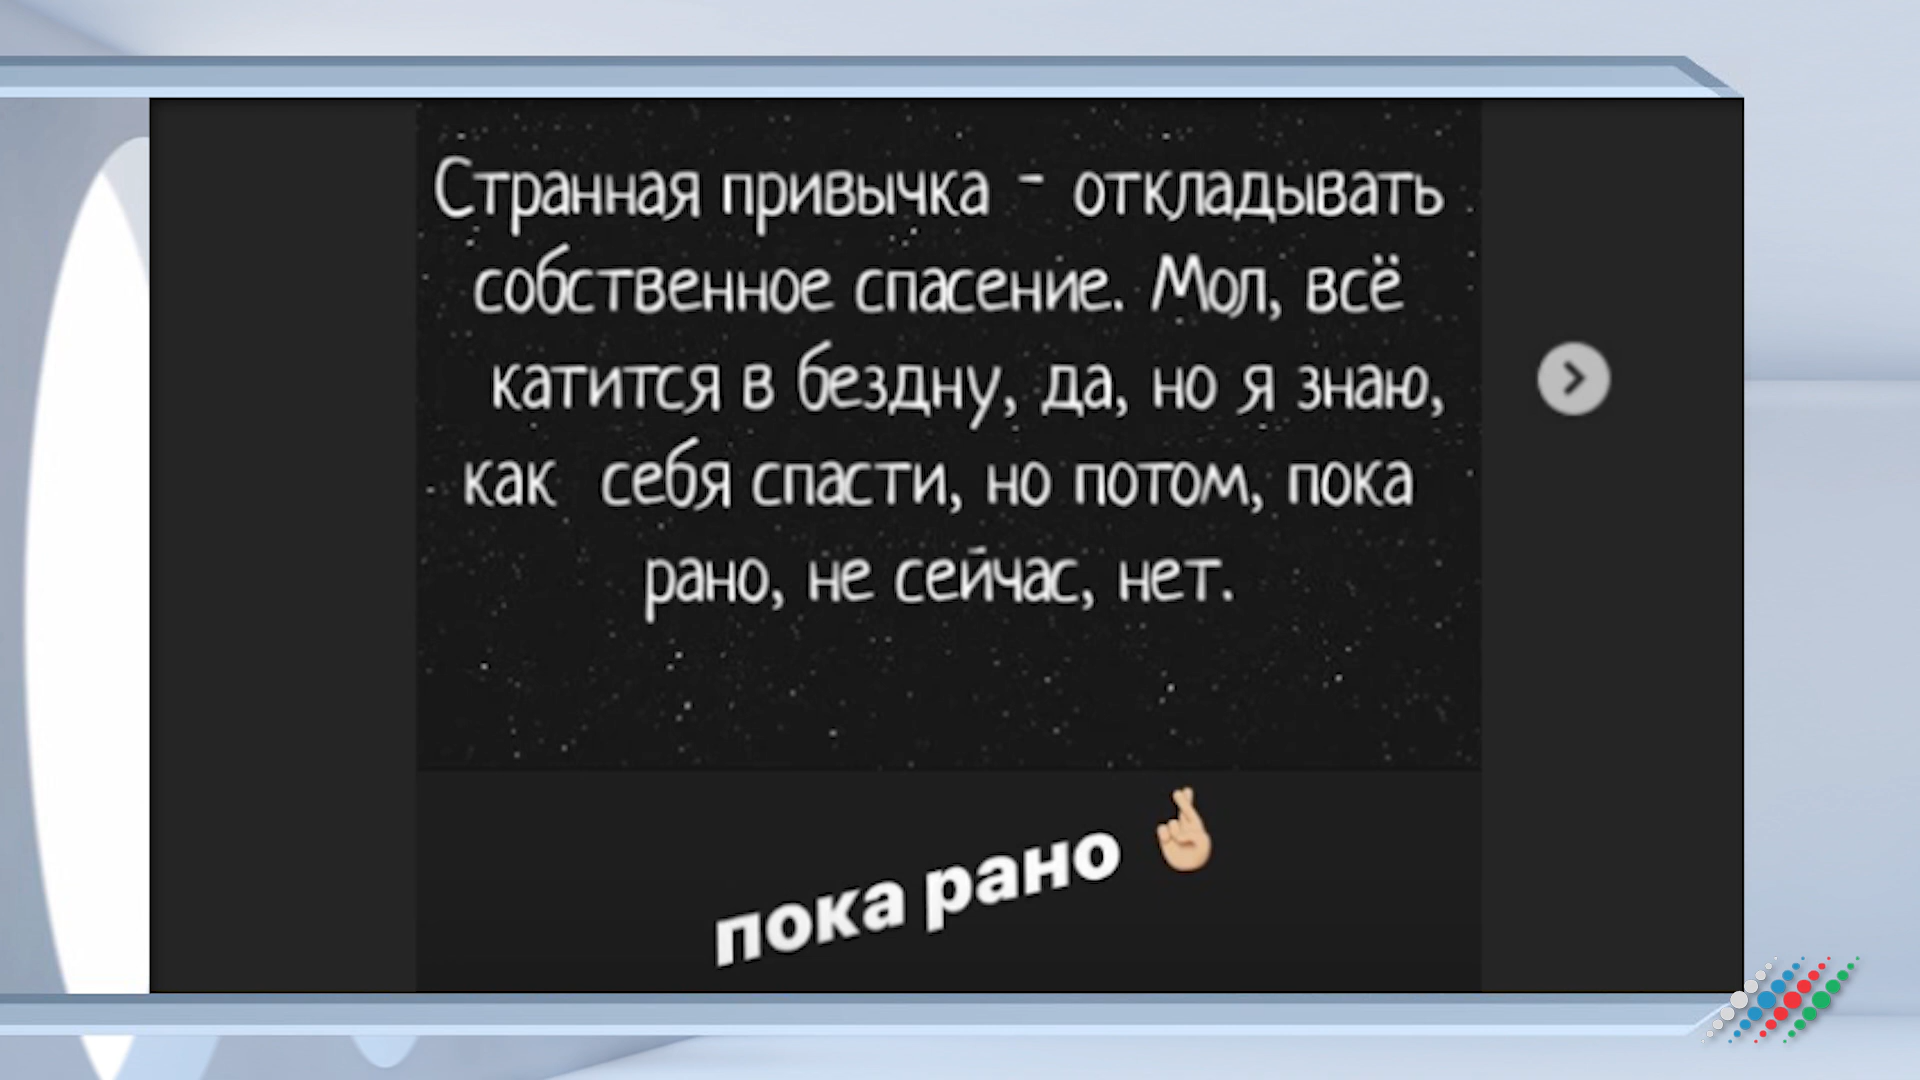 Странная привычка - откладывать
собственное спасение. Мол, всё
катится в бездну, да, но я знаю,
как себя спасти, но потом, пока
рано, не сейчас, нет.
пока рано 🤞🏼